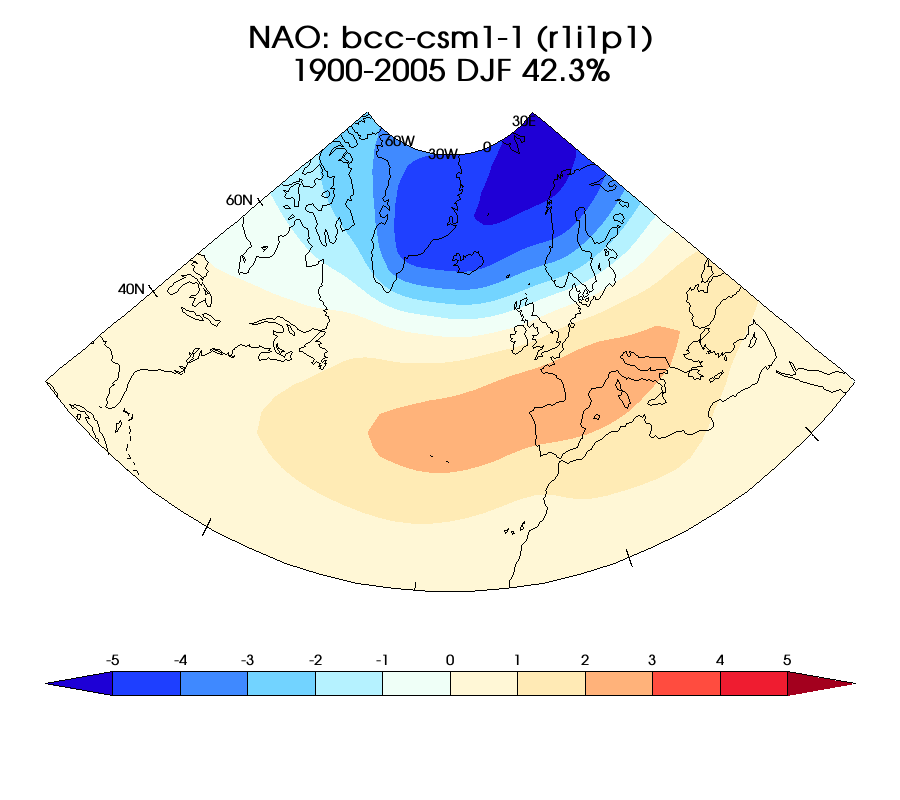 NAO: bcc-csm1-1 (r1i1p1)
1900-2005 DJF 42.3%
60W
30W
0
30E
60N
40N
-5 -4 -3 -2 -1 0 1 2 3 4 5